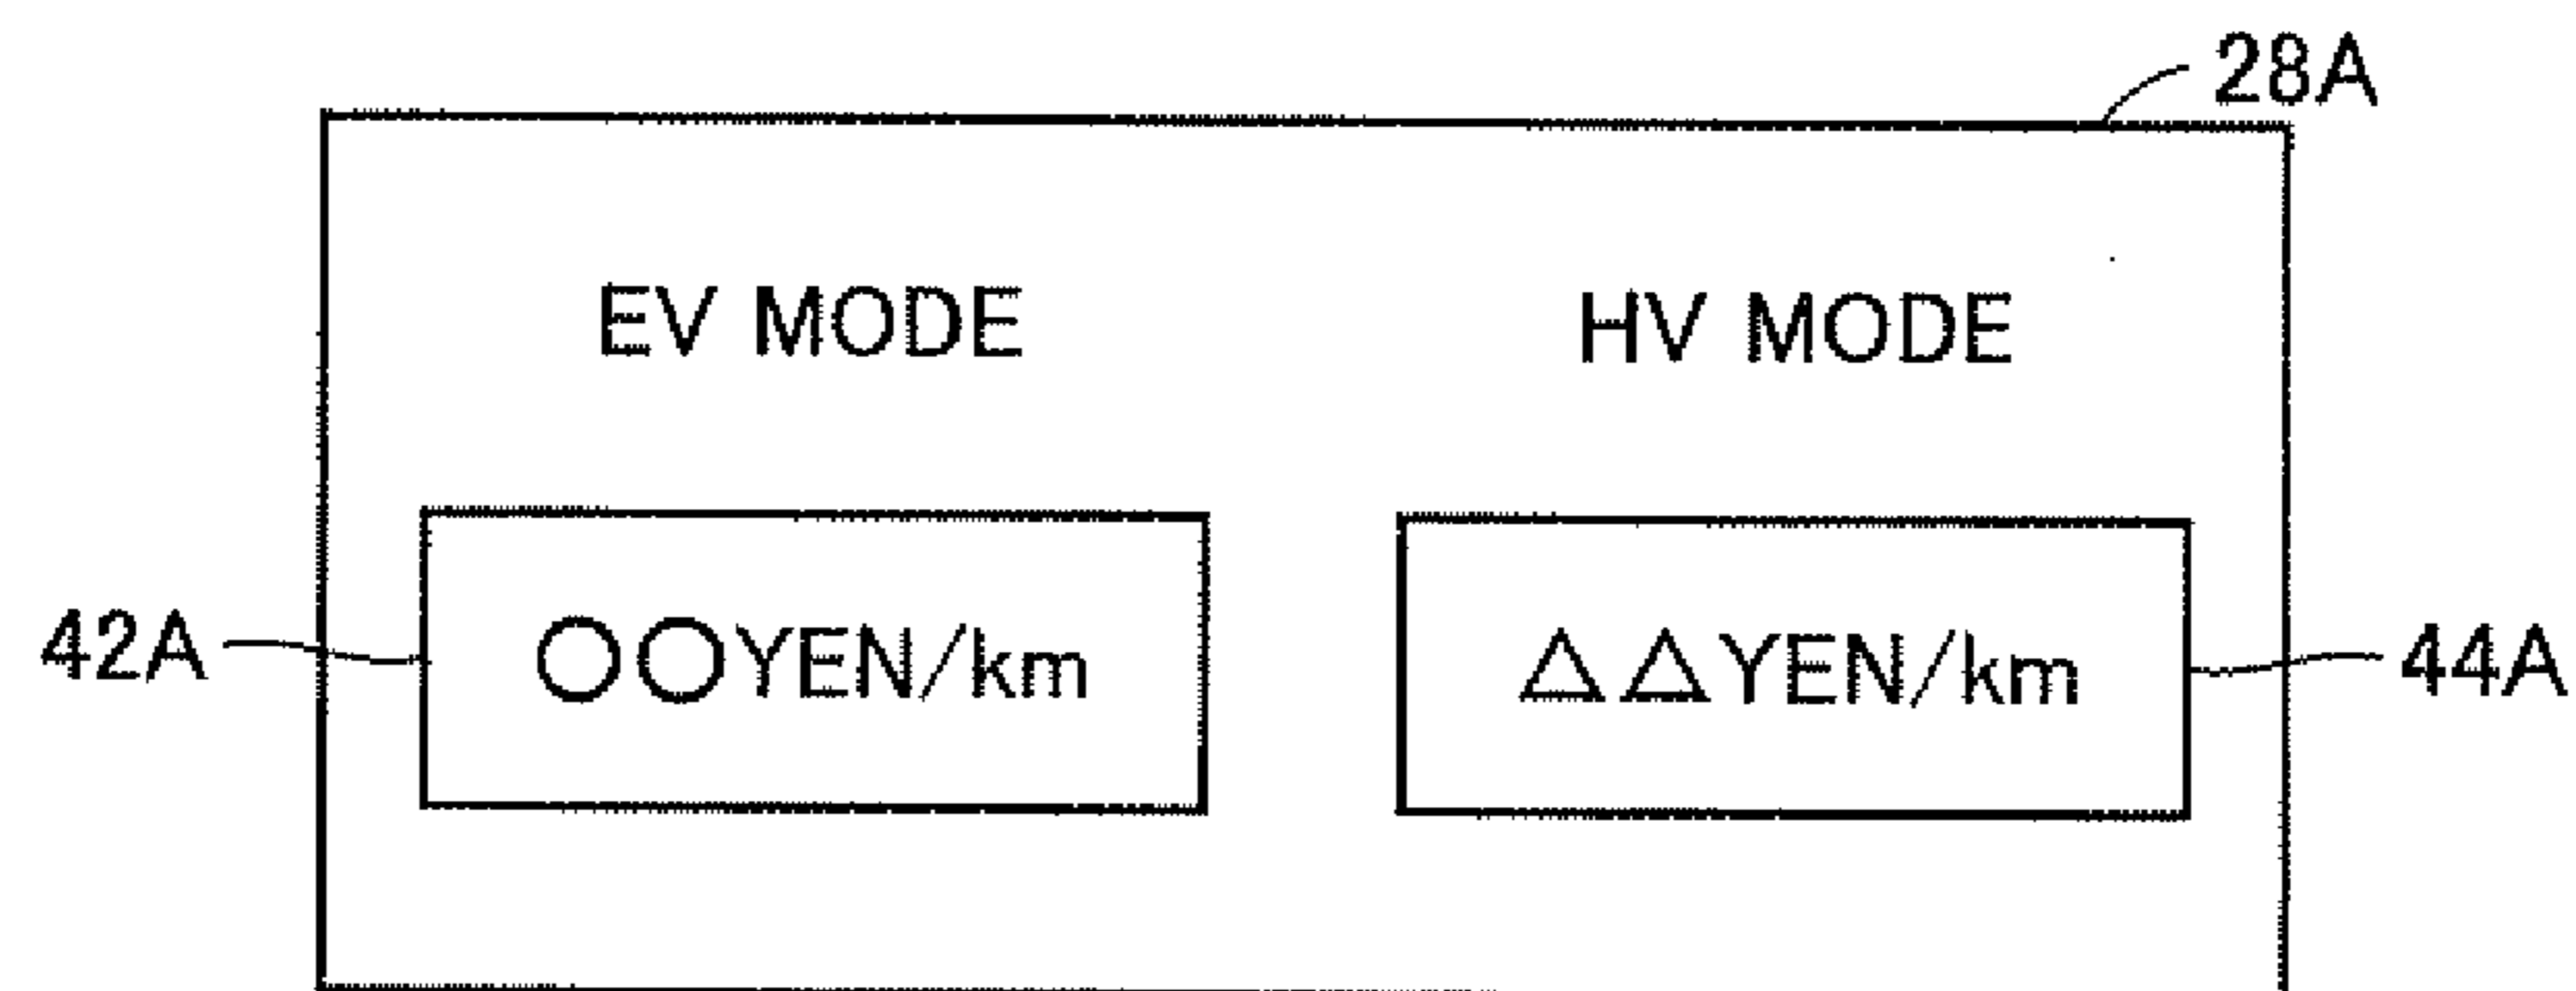 28A
EV MODE HV MODE
42A ○○YEN/km △△YEN/km 44A